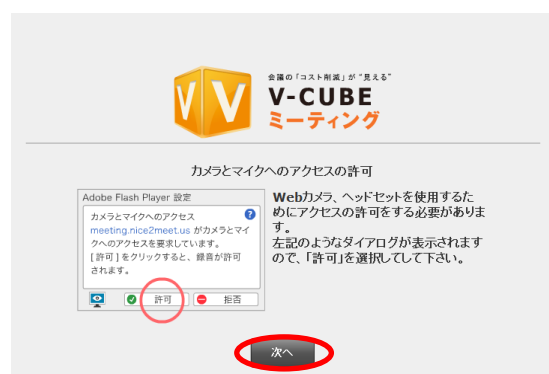 会議の「コスト削減」が"見える"
V-CUBE
ミーティング
カメラとマイクへのアクセスの許可
Adobe Flash Player 設定
カメラとマイクへのアクセス
meeting.nice2meet.us がカメラとマイ
クへのアクセスを要求しています。
[ 許可 ] をクリックすると、録音が許可
されます。
許可
拒否
Webカメラ、ヘッドセットを使用するた
めにアクセスの許可をする必要がありま
す。
左記のようなダイアログが表示されます
ので、「許可」を選択してして下さい。
次へ